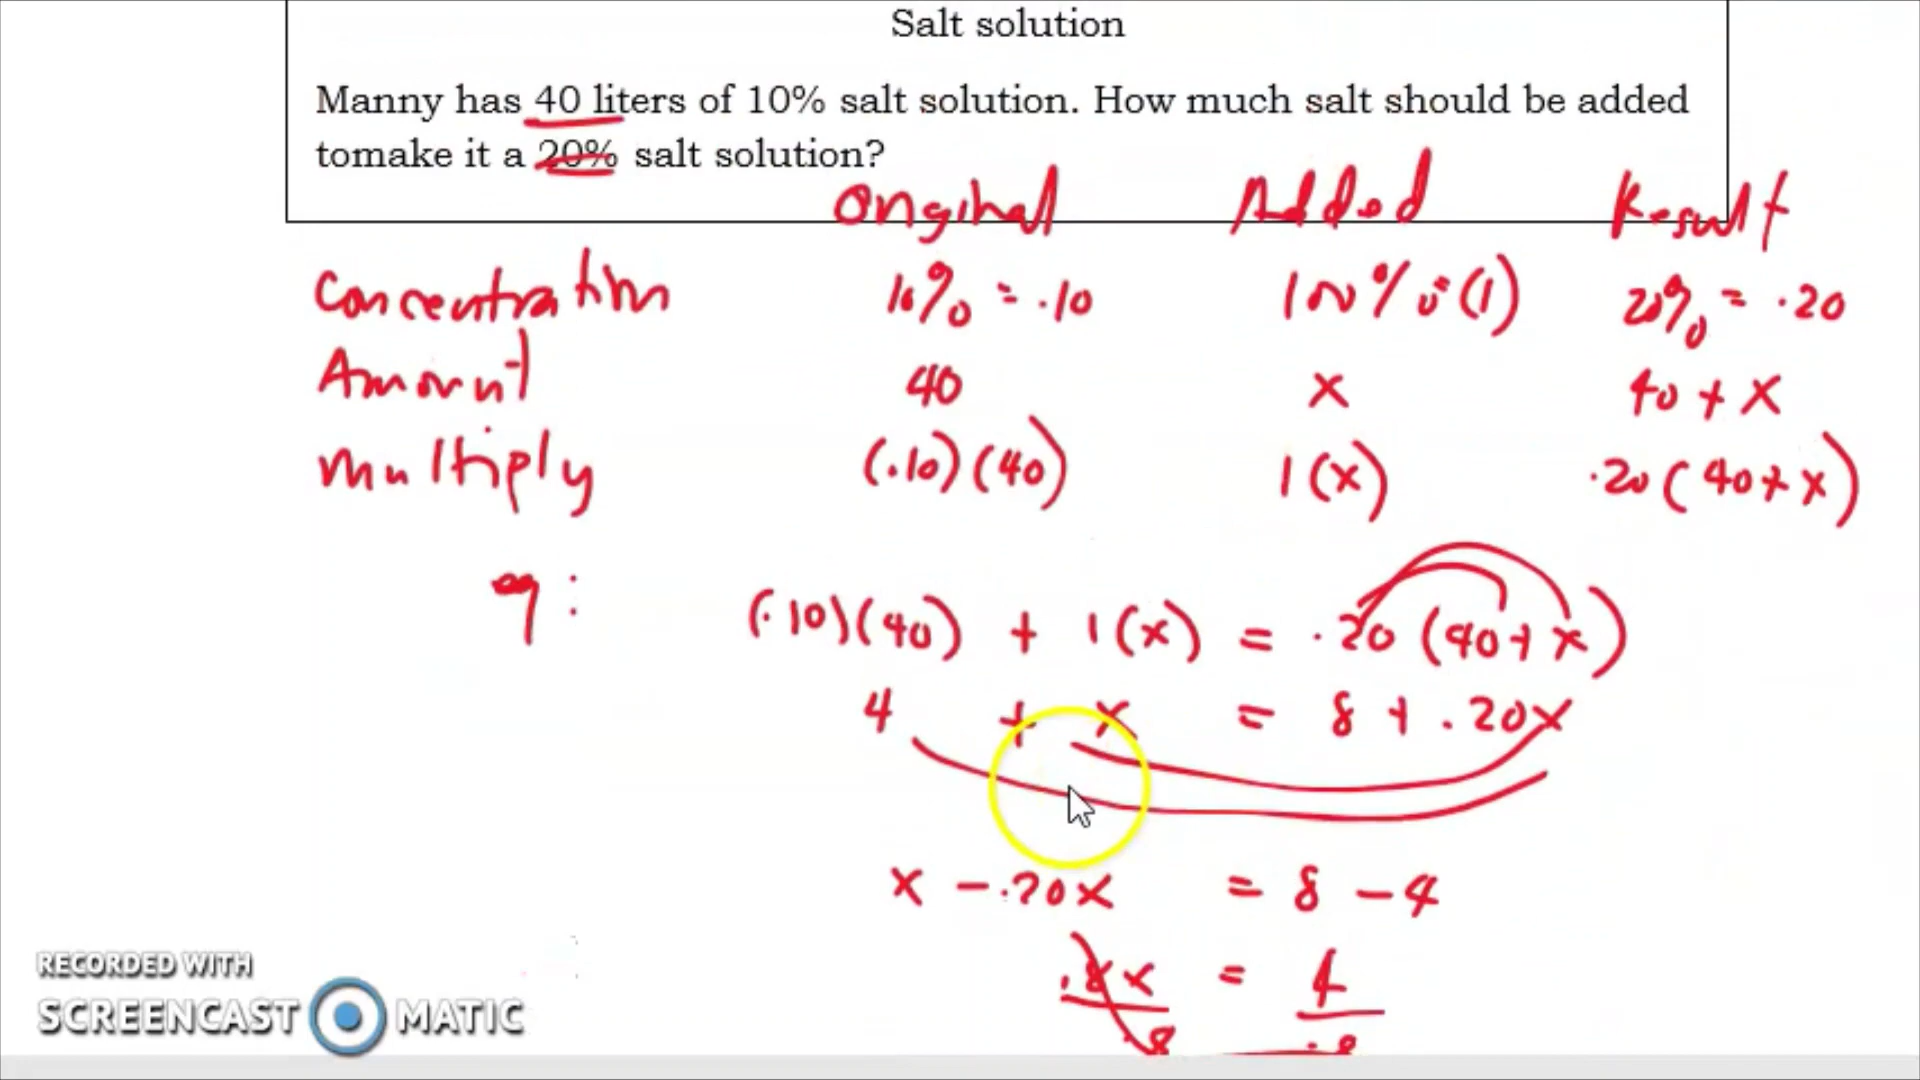 Salt solution
Manny has 40 liters of 10% salt solution. How much salt should be added
tomake it a 20% salt solution?
Original Added Result
Concentration 10% = .10 100% = (1) 20% = .20
Amount 40 x 40 + x
Multiply (.10)(40) 1(x) .20(40+x)
eq: (.10)(40) + 1(x) = .20(40+x)
4 + x = 8 + .20x
x - .20x = 8 - 4
.8x = 4
.8 .8
RECORDED WITH
SCREENCAST MATIC